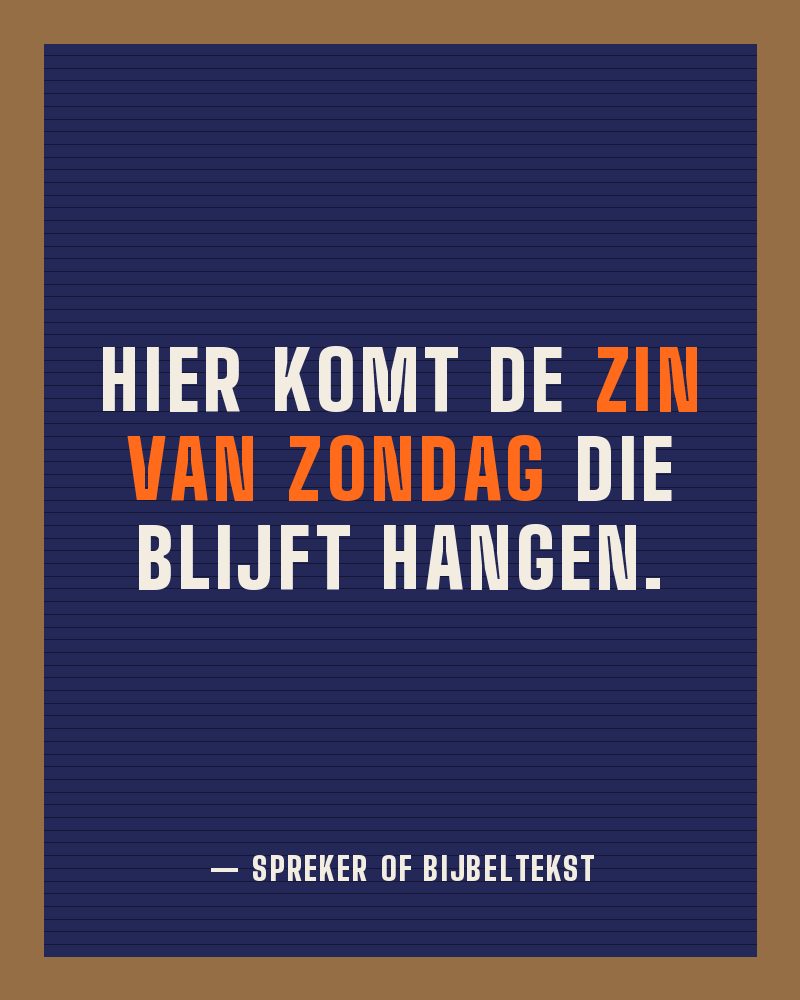 HIER KOMT DE ZIN
VAN ZONDAG DIE
BLIJFT HANGEN.
— SPREKER OF BIJBELTEKST